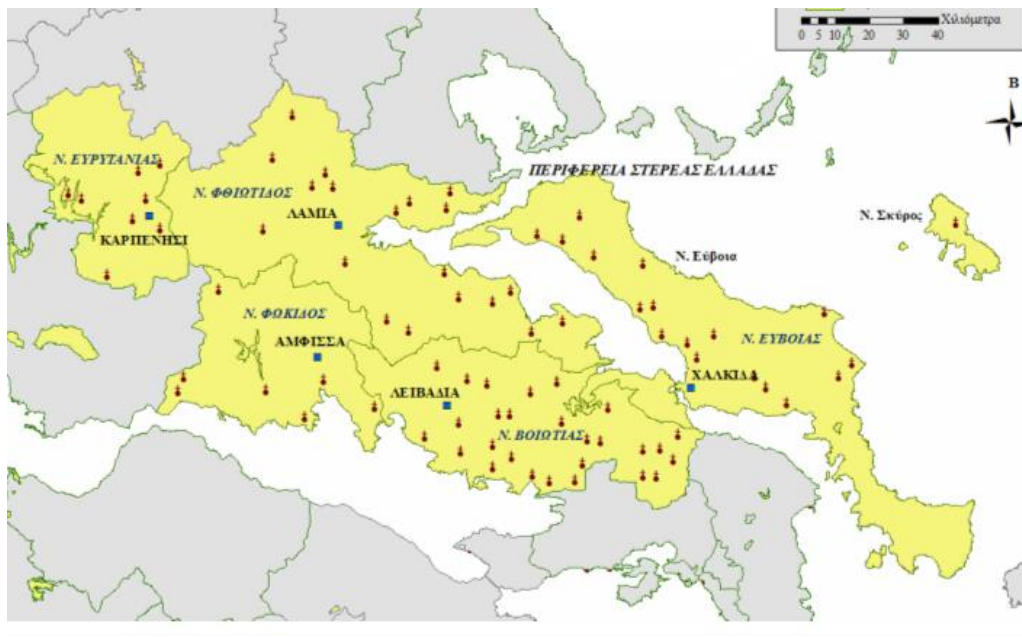 Χιλιόμετρα
0 5 10 20 30 40
Β
Ν. ΕΥΡΥΤΑΝΙΑΣ
ΠΕΡΙΦΕΡΕΙΑ ΣΤΕΡΕΑΣ ΕΛΛΑΔΑΣ
Ν. ΦΘΙΩΤΙΔΟΣ
ΛΑΜΙΑ
Ν. Σκύρος
ΚΑΡΠΕΝΗΣΙ
Ν. Εύβοια
Ν. ΦΩΚΙΔΟΣ
ΑΜΦΙΣΣΑ
Ν. ΕΥΒΟΙΑΣ
ΧΑΛΚΙΔΑ
ΛΕΙΒΑΔΙΑ
Ν. ΒΟΙΩΤΙΑΣ